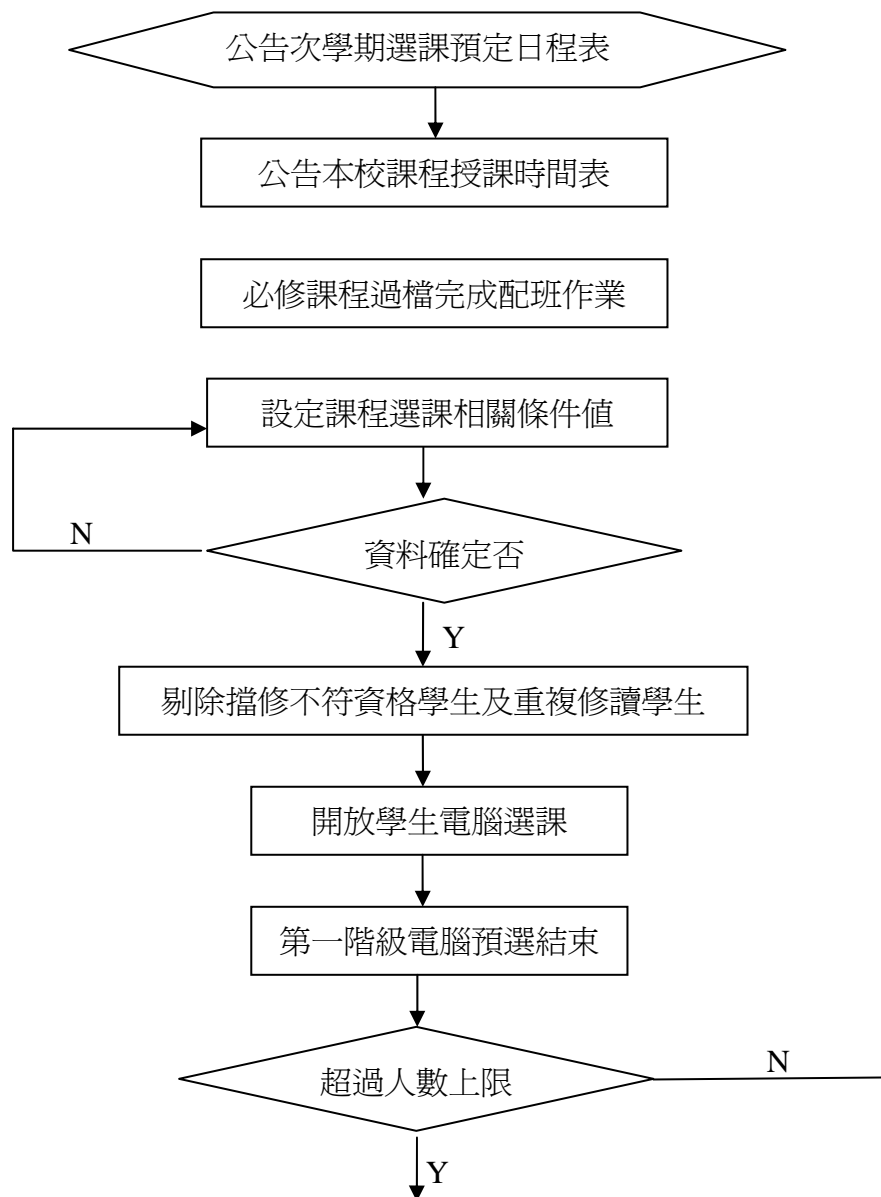 公告次學期選課預定日程表
公告本校課程授課時間表
必修課程過檔完成配班作業
設定課程選課相關條件值
N
資料確定否
Y
剔除擋修不符資格學生及重複修讀學生
開放學生電腦選課
第一階級電腦預選結束
N
超過人數上限
Y